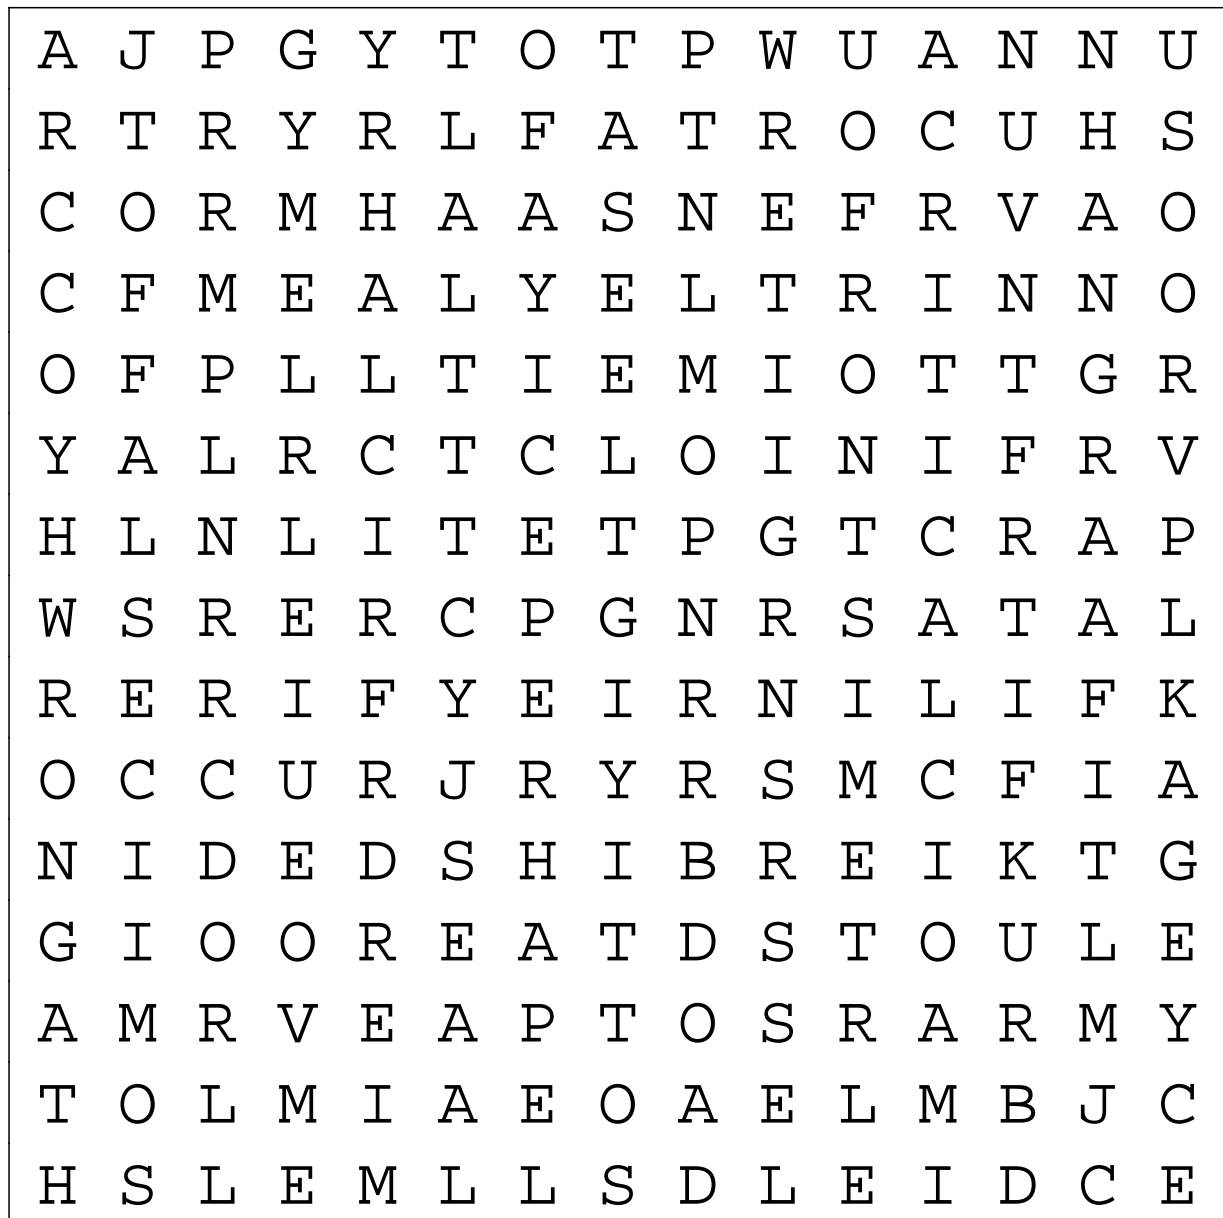 A J P G Y T O T P W U A N N U
R T R Y R L F A T R O C U H S
C O R M H A A S N E F R V A O
C F M E A L Y E L T R I N N O
O F P L L T I E M I O T T G R
Y A L R C T C L O I N I F R V
H L N L I T E T P G T C R A P
W S R E R C P G N R S A T A L
R E R I F Y E I R N I L I F K
O C C U R J R Y R S M C F I A
N I D E D S H I B R E I K T G
G I O O R E A T D S T O U L E
A M R V E A P T O S R A R M Y
T O L M I A E O A E L M B J C
H S L E M L L S D L E I D C E